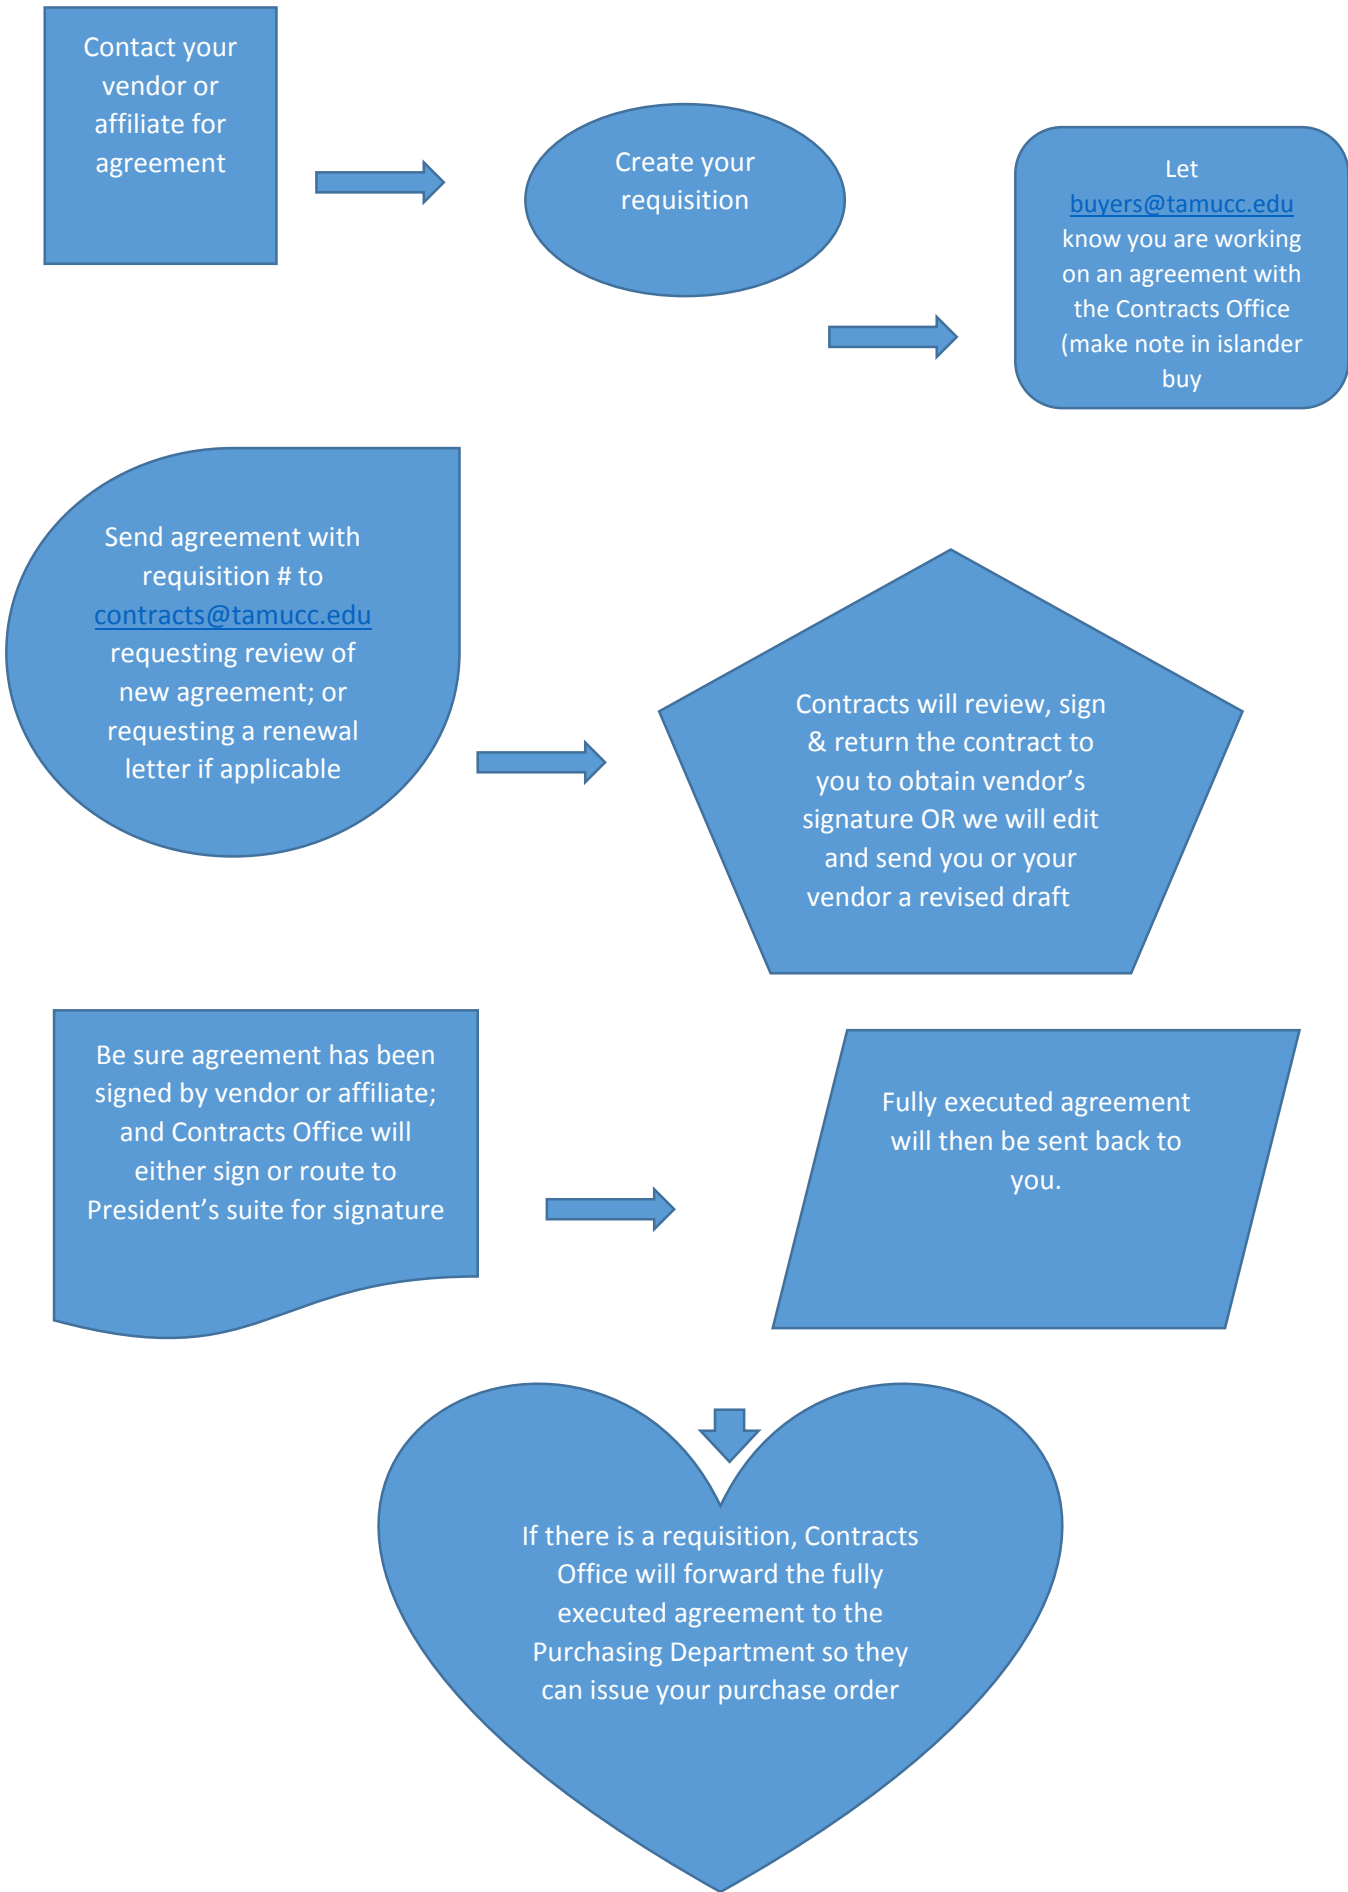 Contact your
vendor or
affiliate for
agreement
Create your
requisition
Let
buyers@tamucc.edu
know you are working
on an agreement with
the Contracts Office
(make note in islander
buy
Send agreement with
requisition # to
contracts@tamucc.edu
requesting review of
new agreement; or
requesting a renewal
letter if applicable
Contracts will review, sign
& return the contract to
you to obtain vendor’s
signature OR we will edit
and send you or your
vendor a revised draft
Be sure agreement has been
signed by vendor or affiliate;
and Contracts Office will
either sign or route to
President’s suite for signature
Fully executed agreement
will then be sent back to
you.
If there is a requisition, Contracts
Office will forward the fully
executed agreement to the
Purchasing Department so they
can issue your purchase order